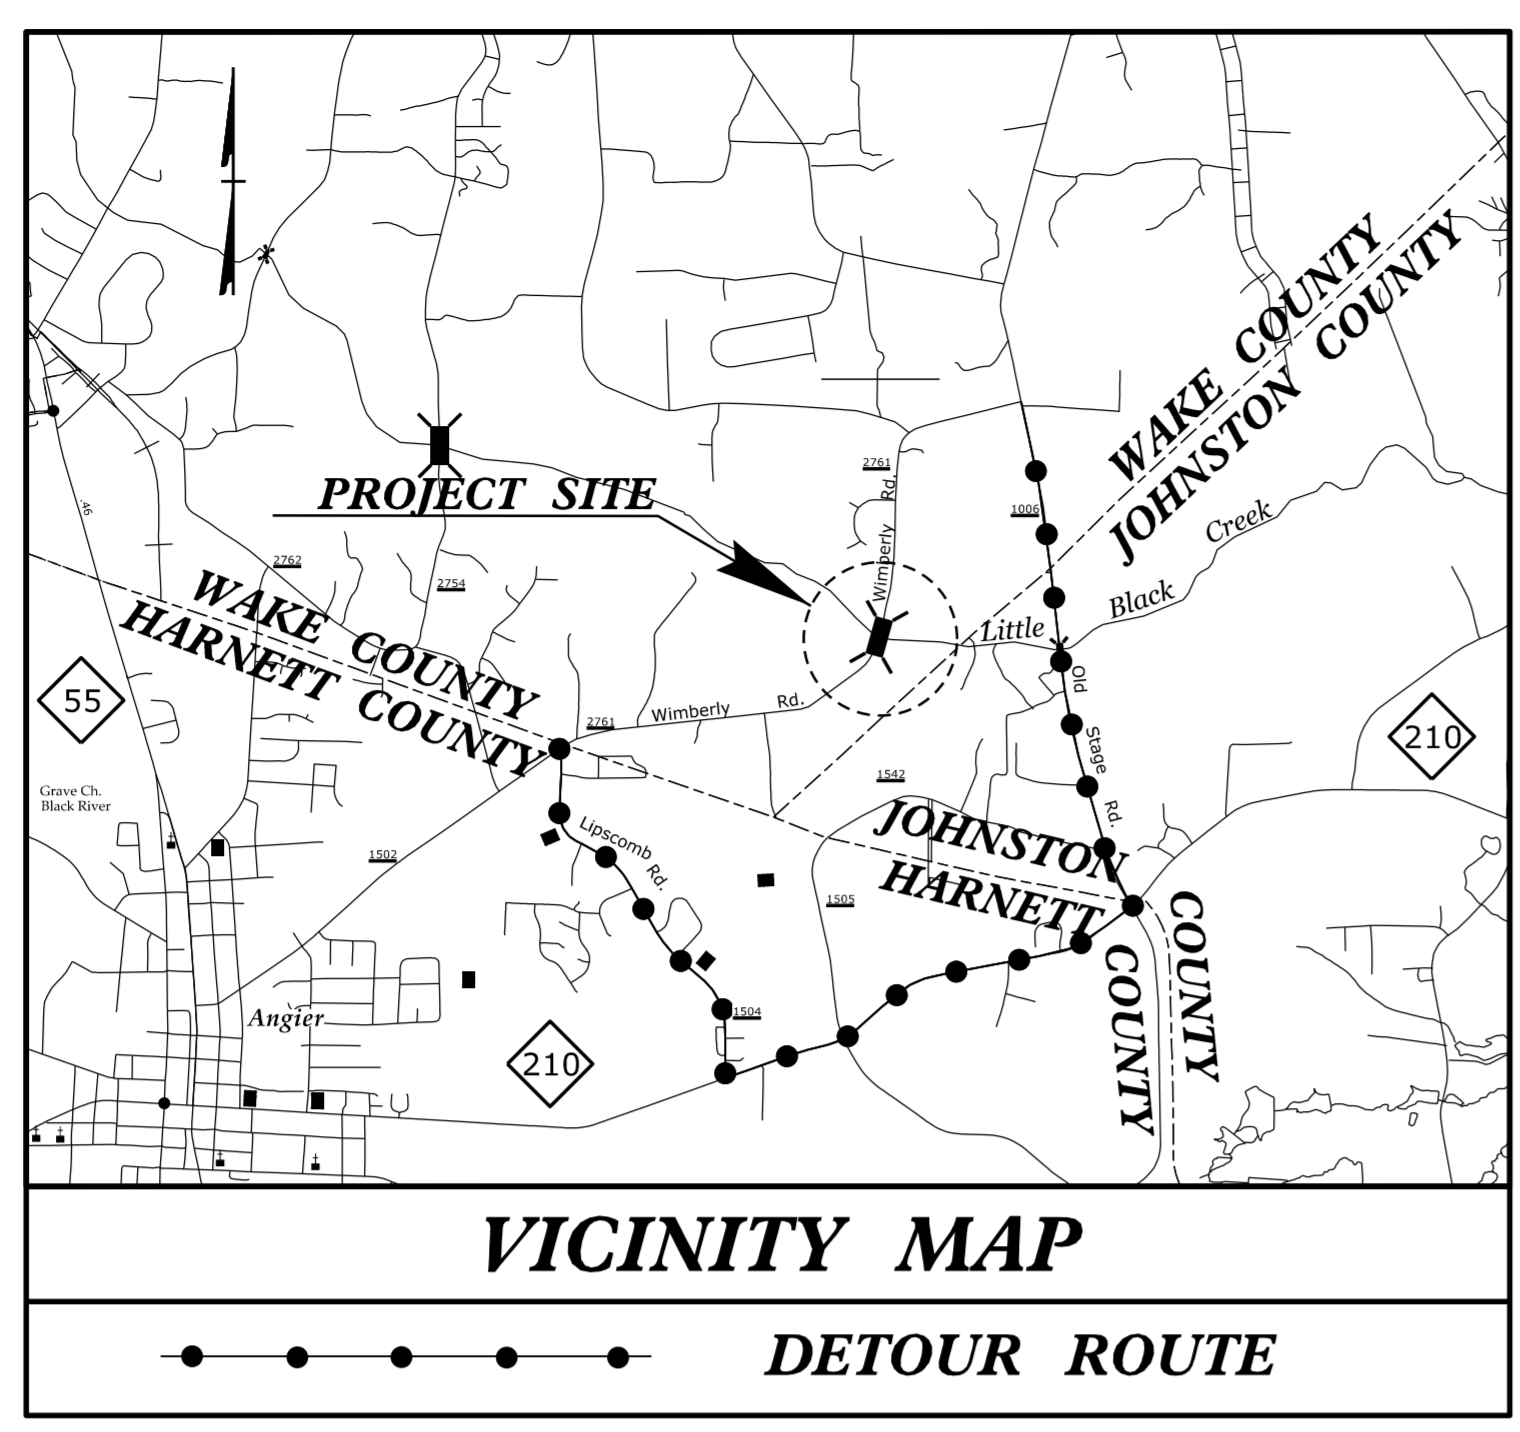 WAKE COUNTY
JOHNSTON COUNTY
2761
Wimberly Rd.
PROJECT SITE
1006
.46
Creek
Black
Little
2762
2754
WAKE COUNTY
HARNETT COUNTY
55
Old Stage Rd.
210
2761
Wimberly Rd.
1542
Grave Ch.
Black River
Lipscomb Rd.
JOHNSTON COUNTY
HARNETT COUNTY
1502
1505
Angier
1504
210
VICINITY MAP
DETOUR ROUTE